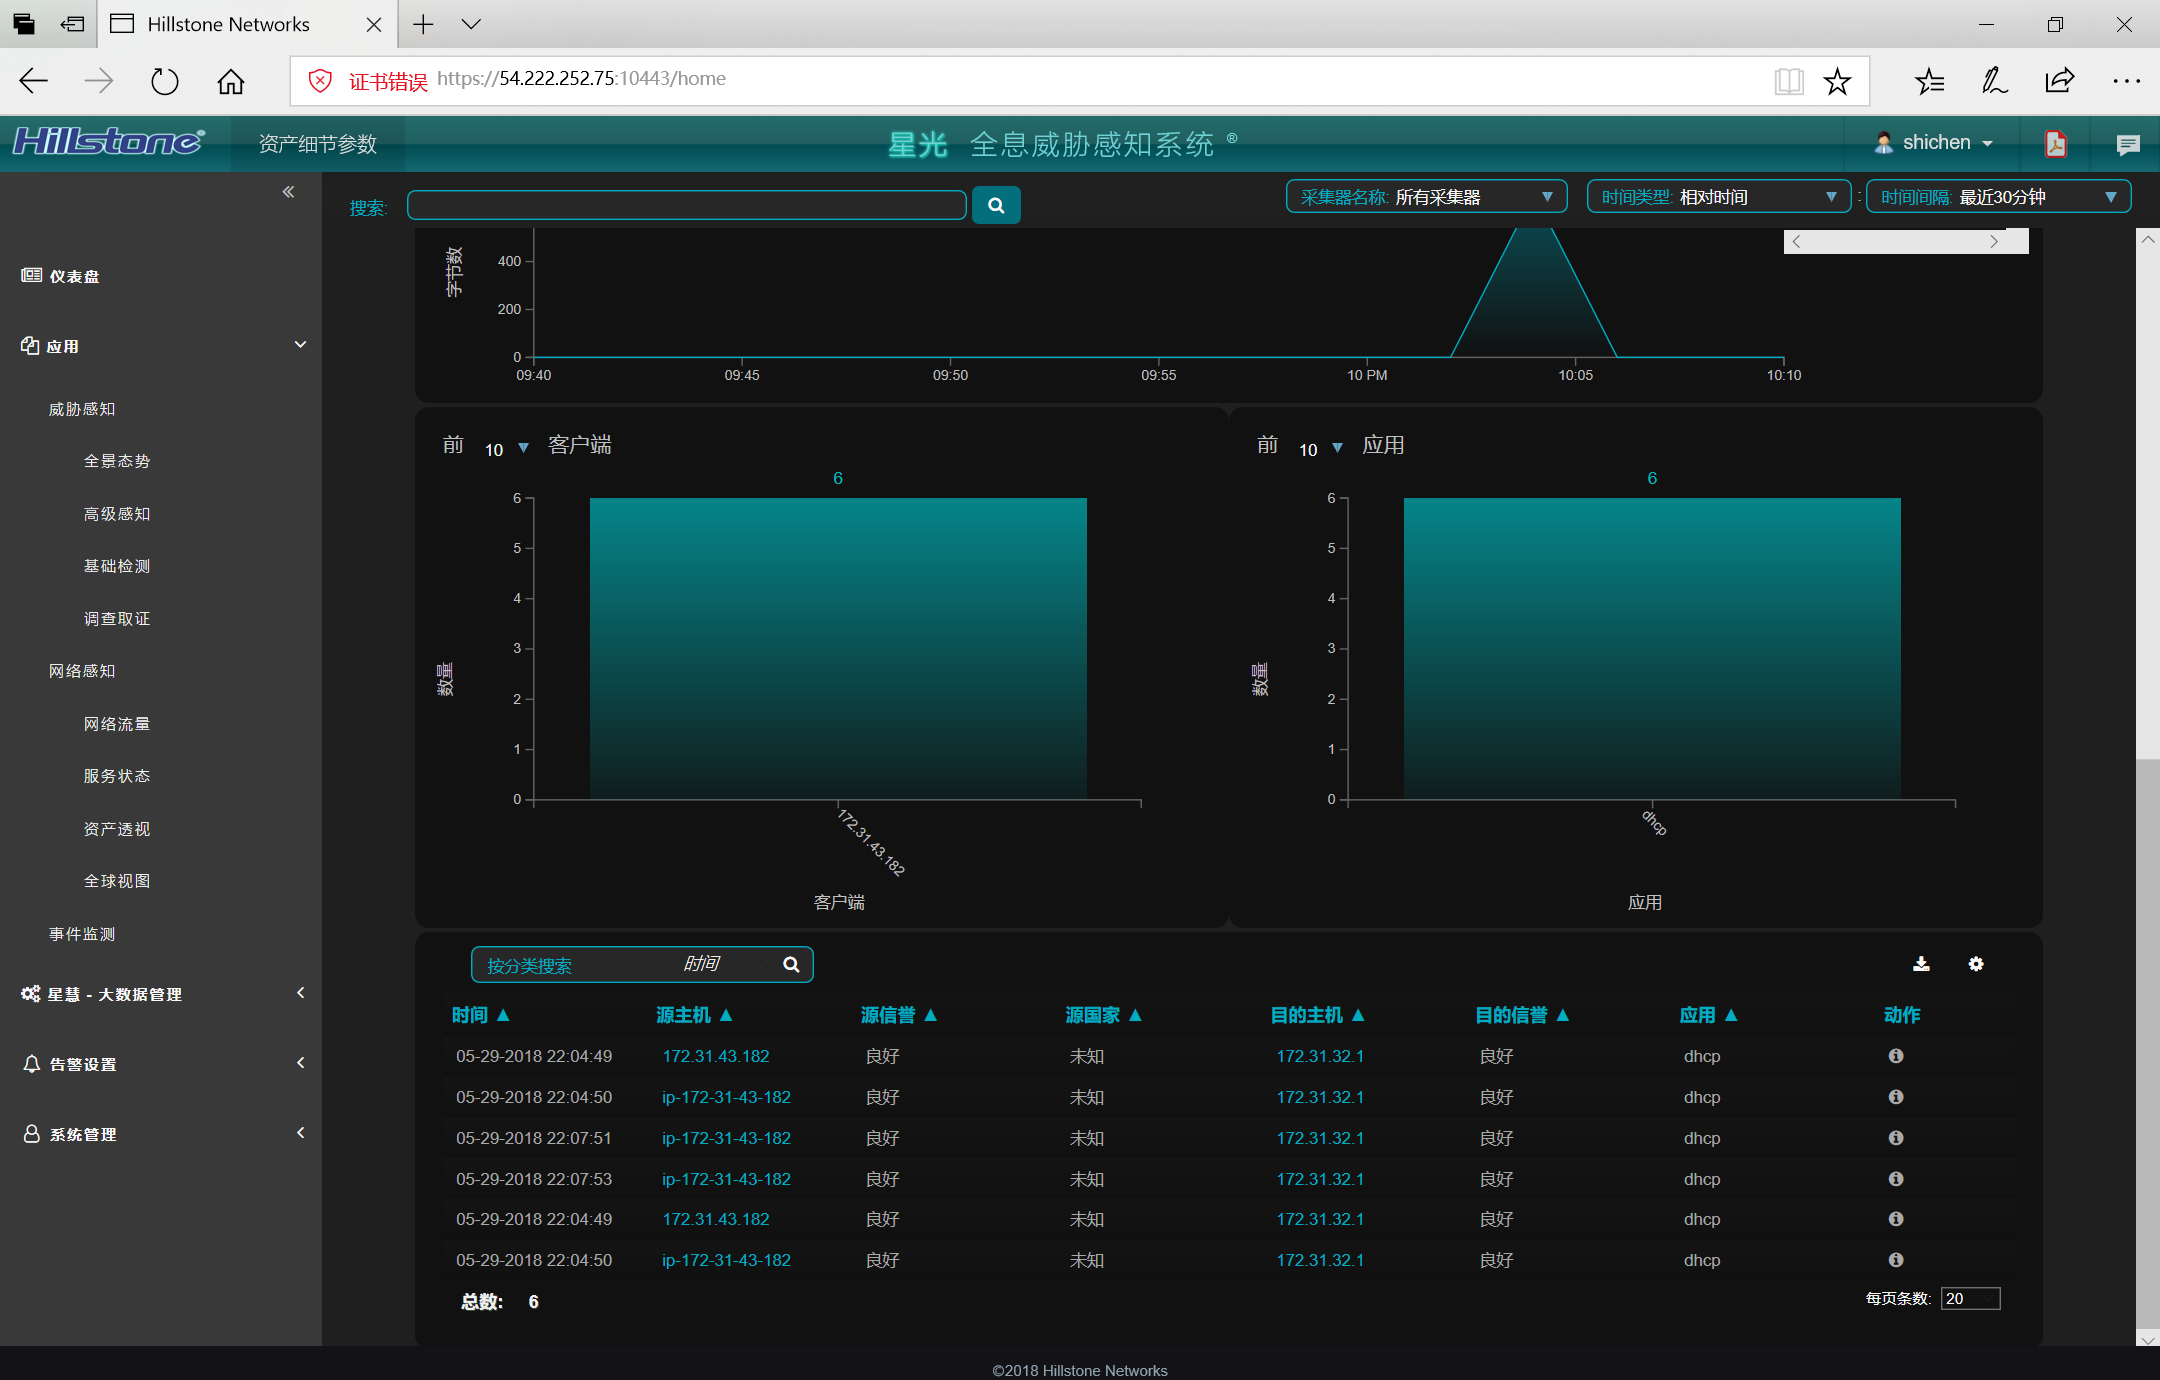 Hillstone Networks
证书错误 https://54.222.252.75:10443/home
Hillstone®
资产细节参数
星光 全息威胁感知系统 ®
shichen
搜索:
采集器名称: 所有采集器
时间类型: 相对时间
:
时间间隔: 最近30分钟
仪表盘
应用
威胁感知
全景态势
高级感知
基础检测
调查取证
网络感知
网络流量
服务状态
资产透视
全球视图
事件监测
星慧 - 大数据管理
告警设置
系统管理
字节数
400
200
0
09:40 09:45 09:50 09:55 10 PM 10:05 10:10
前 10 客户端
6
6
5
4
3
2
1
0
数量
172.31.43.182
客户端
前 10 应用
6
6
5
4
3
2
1
0
数量
dhcp
应用
按分类搜索 时间
时间 源主机 源信誉 源国家 目的主机 目的信誉 应用 动作
05-29-2018 22:04:49 172.31.43.182 良好 未知 172.31.32.1 良好 dhcp
05-29-2018 22:04:50 ip-172-31-43-182 良好 未知 172.31.32.1 良好 dhcp
05-29-2018 22:07:51 ip-172-31-43-182 良好 未知 172.31.32.1 良好 dhcp
05-29-2018 22:07:53 ip-172-31-43-182 良好 未知 172.31.32.1 良好 dhcp
05-29-2018 22:04:49 172.31.43.182 良好 未知 172.31.32.1 良好 dhcp
05-29-2018 22:04:50 ip-172-31-43-182 良好 未知 172.31.32.1 良好 dhcp
总数: 6
每页条数: 20
©2018 Hillstone Networks